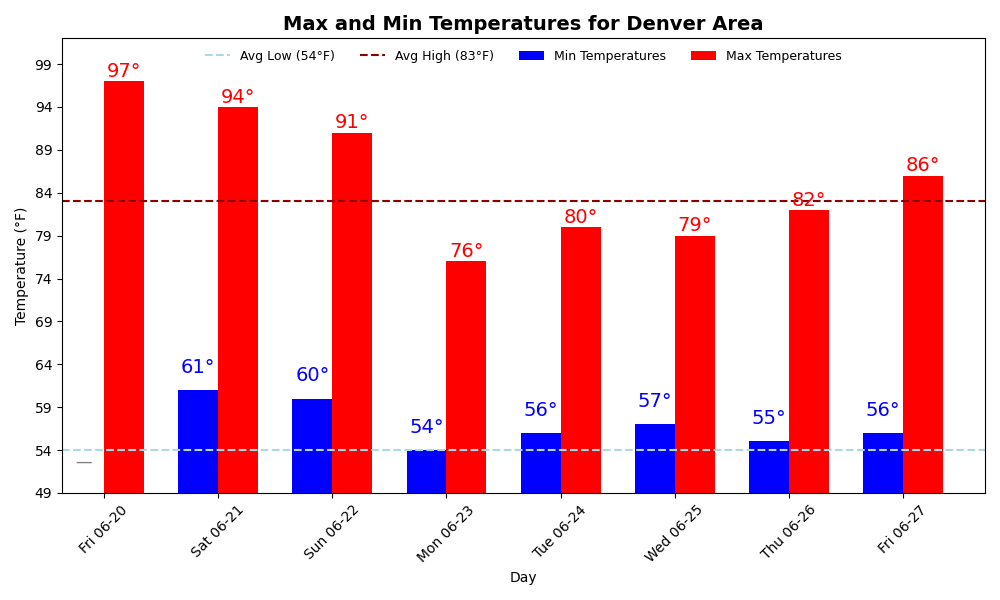 Max and Min Temperatures for Denver Area
Avg Low (54°F) Avg High (83°F) Min Temperatures Max Temperatures
Temperature (°F)
99
94
89
84
79
74
69
64
59
54
49
97°
94°
91°
76°
80°
79°
82°
86°
—
61°
60°
54°
56°
57°
55°
56°
Fri 06-20
Sat 06-21
Sun 06-22
Mon 06-23
Tue 06-24
Wed 06-25
Thu 06-26
Fri 06-27
Day